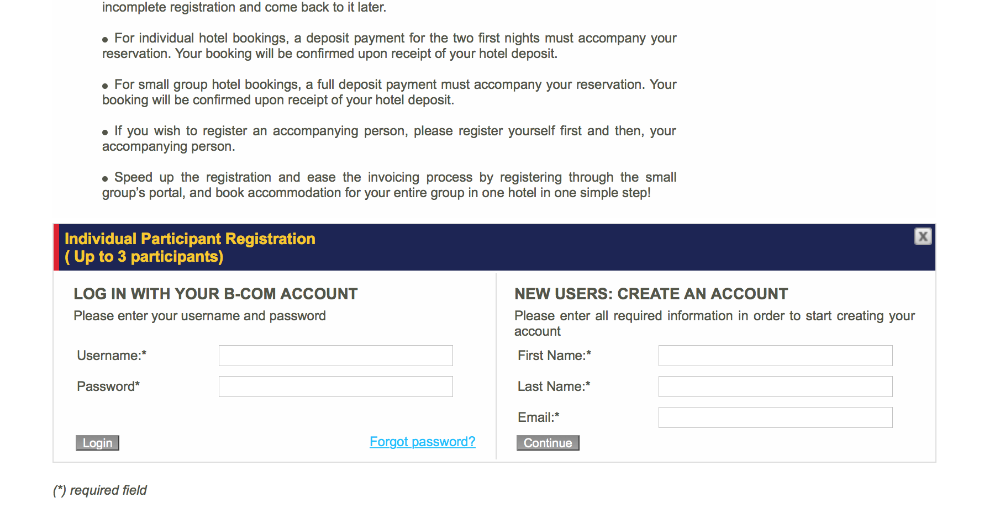 incomplete registration and come back to it later.
● For individual hotel bookings, a deposit payment for the two first nights must accompany your
reservation. Your booking will be confirmed upon receipt of your hotel deposit.
● For small group hotel bookings, a full deposit payment must accompany your reservation. Your
booking will be confirmed upon receipt of your hotel deposit.
● If you wish to register an accompanying person, please register yourself first and then, your
accompanying person.
● Speed up the registration and ease the invoicing process by registering through the small
group’s portal, and book accommodation for your entire group in one hotel in one simple step!
Individual Participant Registration
( Up to 3 participants)
X
LOG IN WITH YOUR B-COM ACCOUNT
Please enter your username and password
Username:*
Password*
Login
Forgot password?
NEW USERS: CREATE AN ACCOUNT
Please enter all required information in order to start creating your
account
First Name:*
Last Name:*
Email:*
Continue
(*) required field